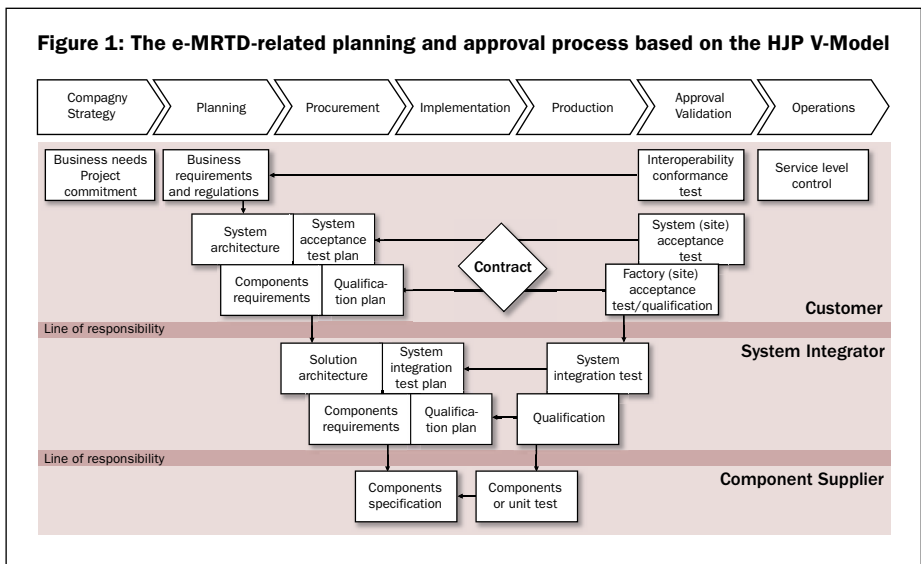 Figure 1: The e-MRTD-related planning and approval process based on the HJP V-Model
Compagny
Strategy
Planning
Procurement
Implementation
Production
Approval
Validation
Operations
Business needs
Project
commitment
Business
requirements
and regulations
Interoperability
conformance
test
Service level
control
System
architecture
System
acceptance
test plan
Contract
System (site)
acceptance
test
Components
requirements
Qualifica-
tion plan
Factory (site)
acceptance
test/qualification
Customer
Line of responsibility
System Integrator
Solution
architecture
System
integration
test plan
System
integration test
Components
requirements
Qualifica-
tion plan
Qualification
Line of responsibility
Component Supplier
Components
specification
Components
or unit test